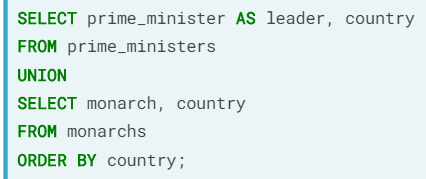 SELECT prime_minister AS leader, country
FROM prime_ministers
UNION
SELECT monarch, country
FROM monarchs
ORDER BY country;